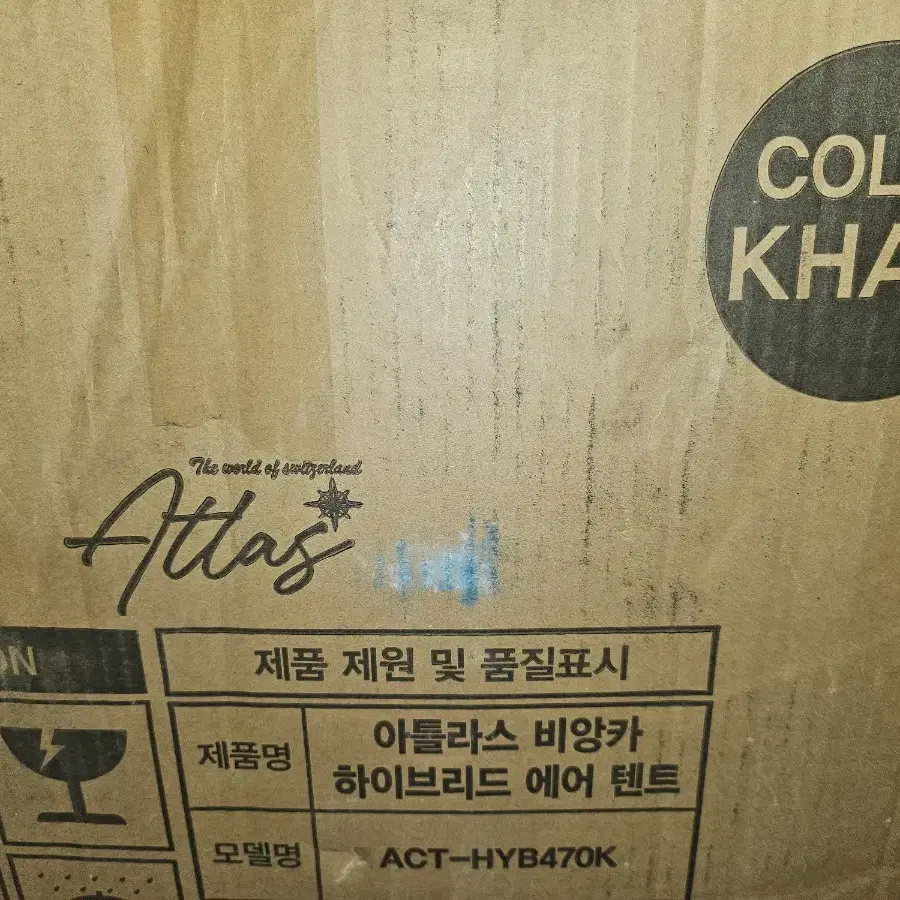 COL
KHA
The world of switzerland
Atlas
ON
제품 제원 및 품질표시
제품명
아틀라스 비앙카
하이브리드 에어 텐트
모델명 ACT-HYB470K